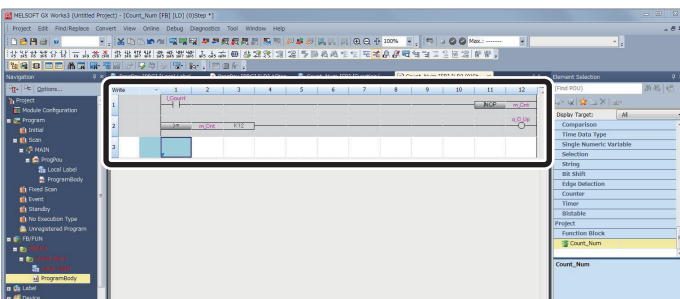 MELSOFT GX Works3 (Untitled Project) - [Count_Num [FB] [LD] (0)Step *]
Project Edit Find/Replace Convert View Online Debug Diagnostics Tool Window Help
100% Max.:
Navigation
Options...
Project
Module Configuration
Program
Initial
Scan
MAIN
ProgPou
Local Label
ProgramBody
Fixed Scan
Event
Standby
No Execution Type
Unregistered Program
FB/FUN
ProgramBody
Label
Device
Write 1 2 3 4 5 6 7 8 9 10 11 12
1 i_Count INCP m_Cnt
2 >= m_Cnt K12 o_C_Up
3
Element Selection
(Find POU)
Display Target: All
Comparison
Time Data Type
Single Numeric Variable
Selection
String
Bit Shift
Edge Detection
Counter
Timer
Bistable
Project
Function Block
Count_Num
Count_Num